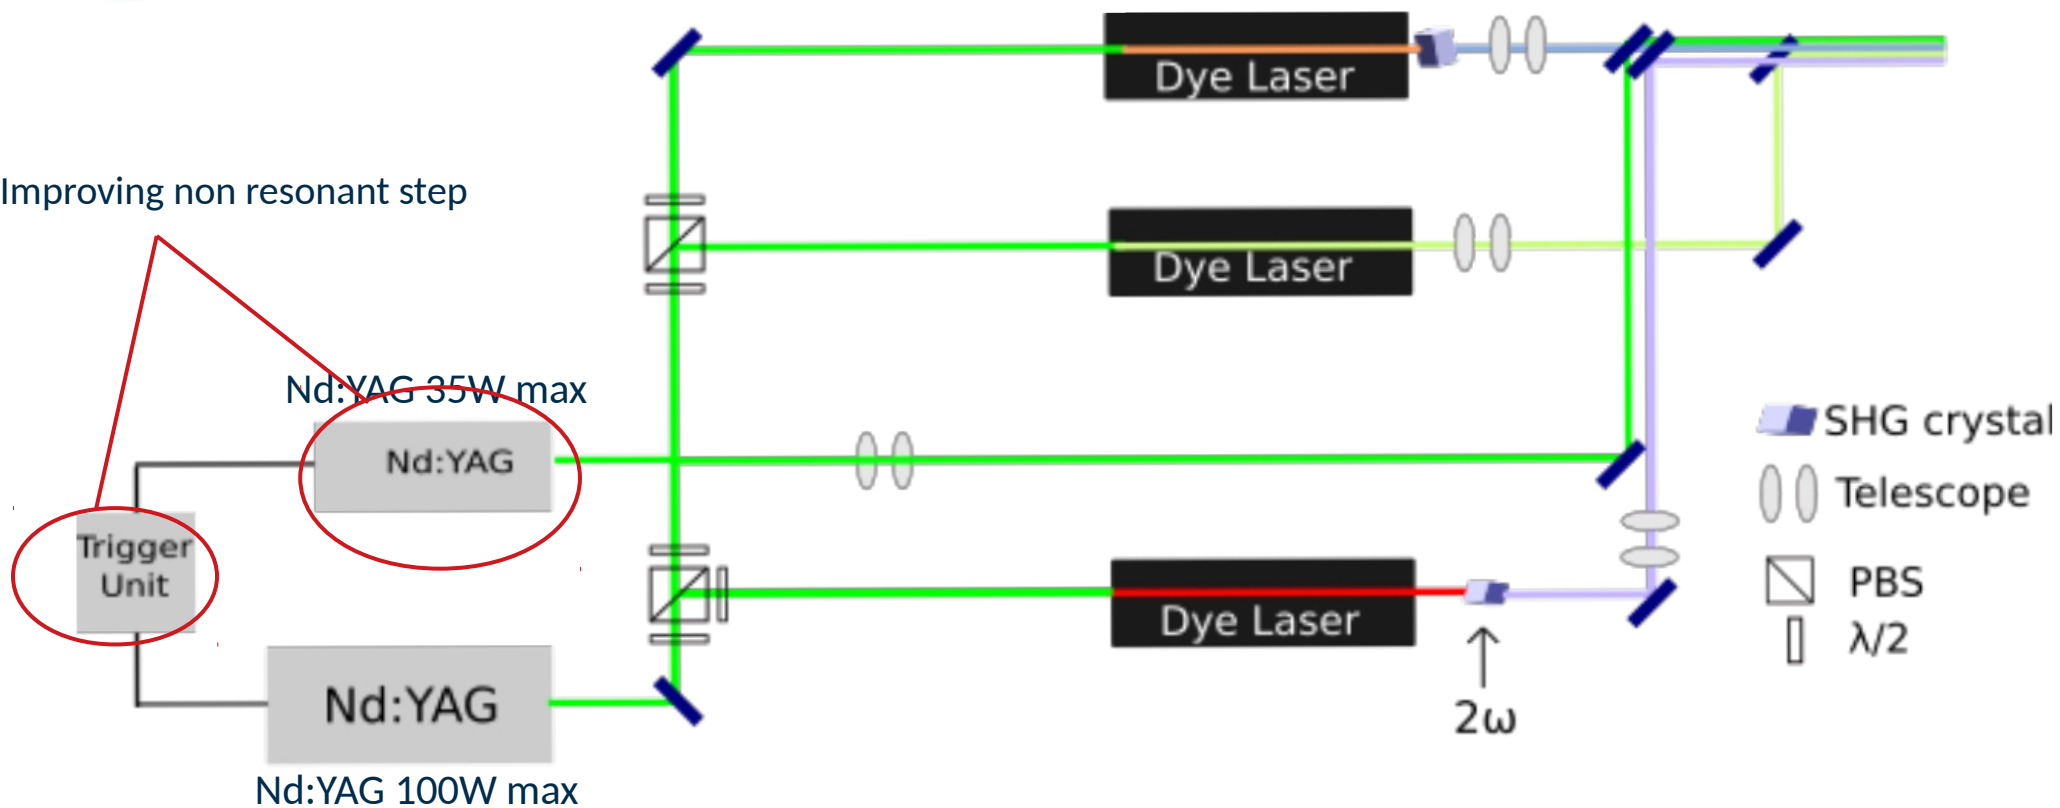 Dye Laser
Improving non resonant step
Dye Laser
Nd:YAG 35W max
Nd:YAG
SHG crystal
Telescope
Trigger
Unit
PBS
Dye Laser
λ/2
Nd:YAG
2ω
Nd:YAG 100W max